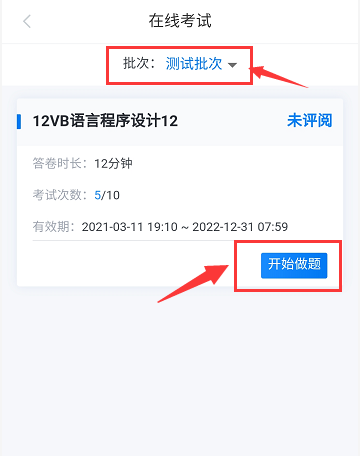 在线考试
批次： 测试批次
12VB语言程序设计12 未评阅
答卷时长：12分钟
考试次数：5/10
有效期：2021-03-11 19:10 ~ 2022-12-31 07:59
开始做题